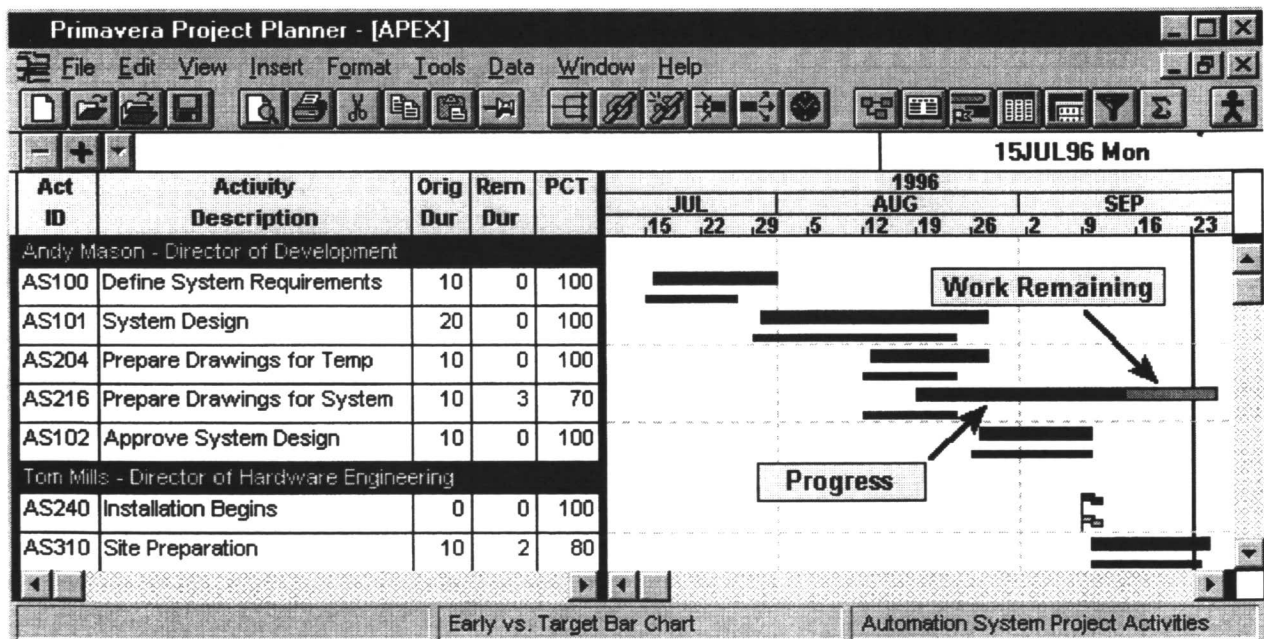 Primavera Project Planner - [APEX]
File Edit View Insert Format Tools Data Window Help
15JUL96 Mon
Act ID Activity Description Orig Dur Rem Dur PCT
1996
JUL AUG SEP
15 22 29 5 12 19 26 2 9 16 23
Andy Mason - Director of Development
AS100 Define System Requirements 10 0 100
AS101 System Design 20 0 100
AS204 Prepare Drawings for Temp 10 0 100
AS216 Prepare Drawings for System 10 3 70
AS102 Approve System Design 10 0 100
Work Remaining
Progress
Tom Mills - Director of Hardware Engineering
AS240 Installation Begins 0 0 100
AS310 Site Preparation 10 2 80
Early vs. Target Bar Chart
Automation System Project Activities